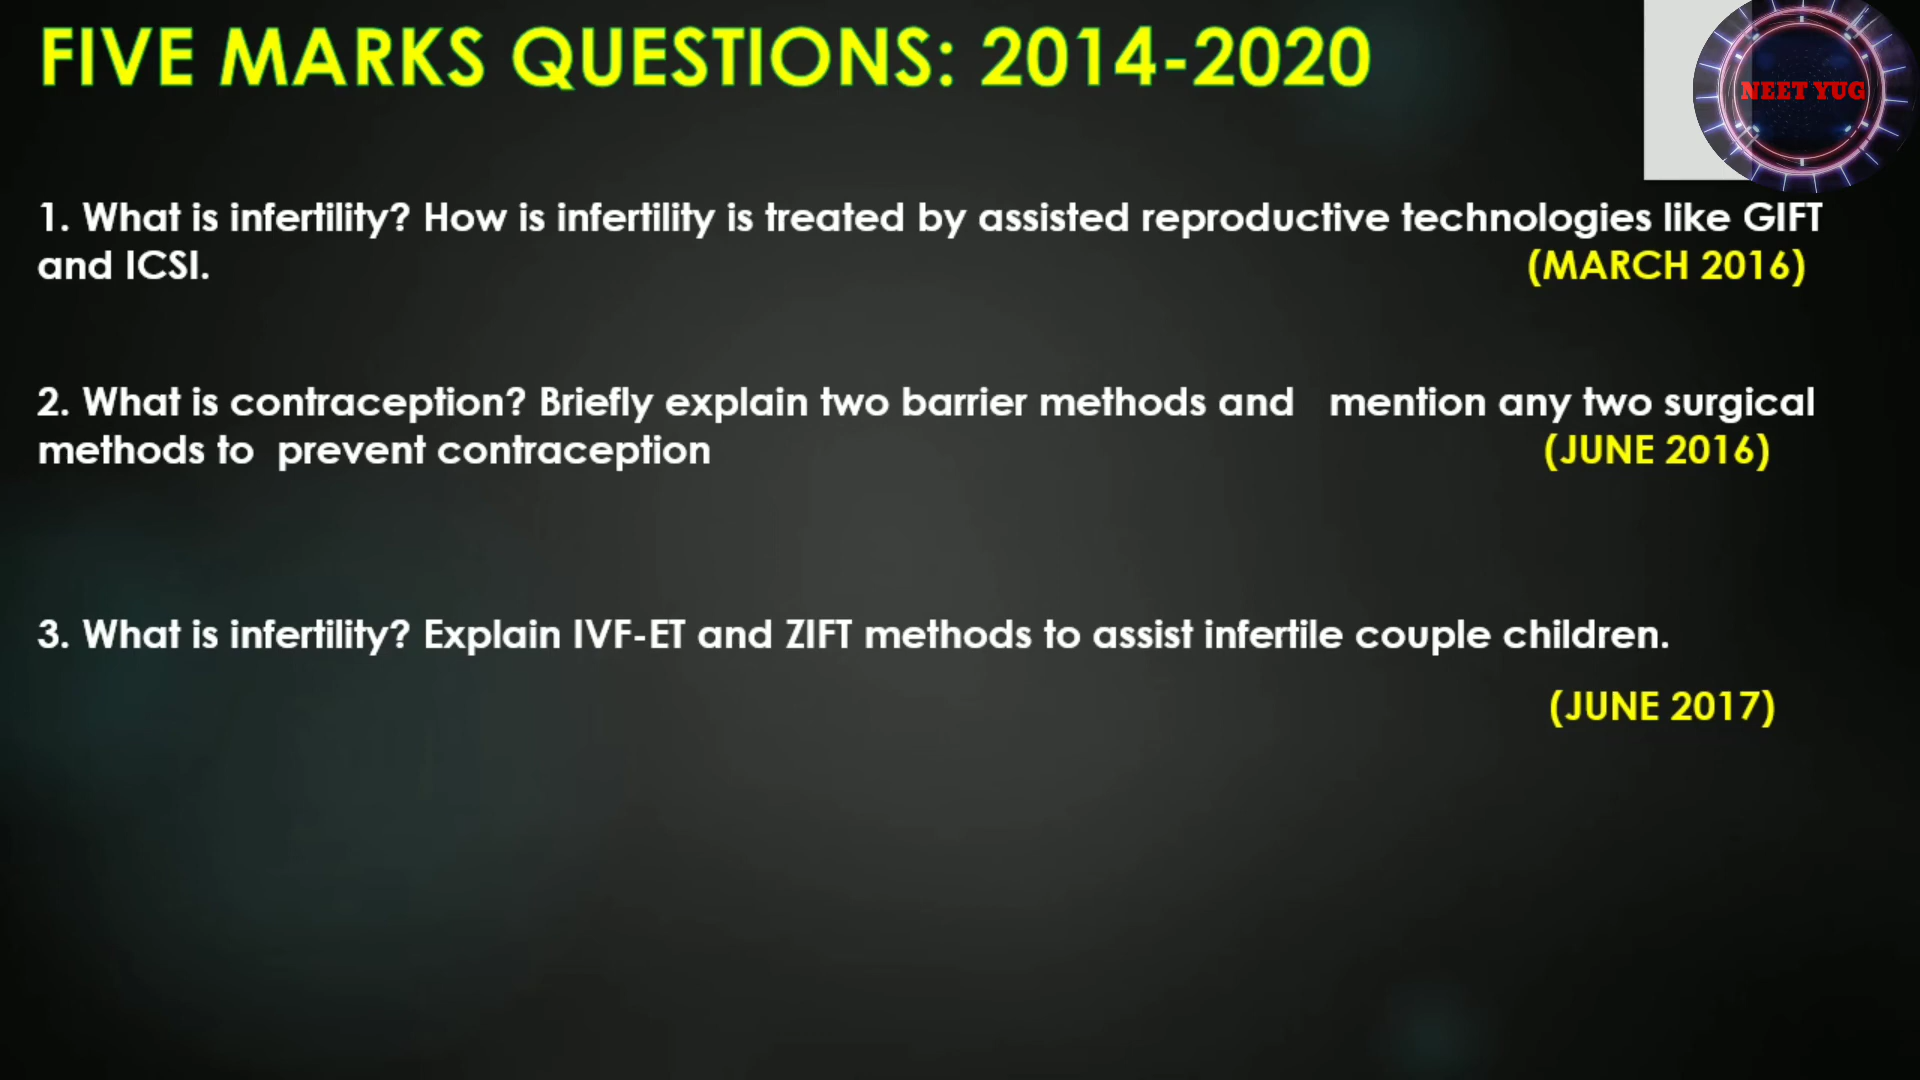 FIVE MARKS QUESTIONS: 2014-2020
NEET YUG
1. What is infertility? How is infertility is treated by assisted reproductive technologies like GIFT
and ICSI. (MARCH 2016)
2. What is contraception? Briefly explain two barrier methods and mention any two surgical
methods to prevent contraception (JUNE 2016)
3. What is infertility? Explain IVF-ET and ZIFT methods to assist infertile couple children.
(JUNE 2017)